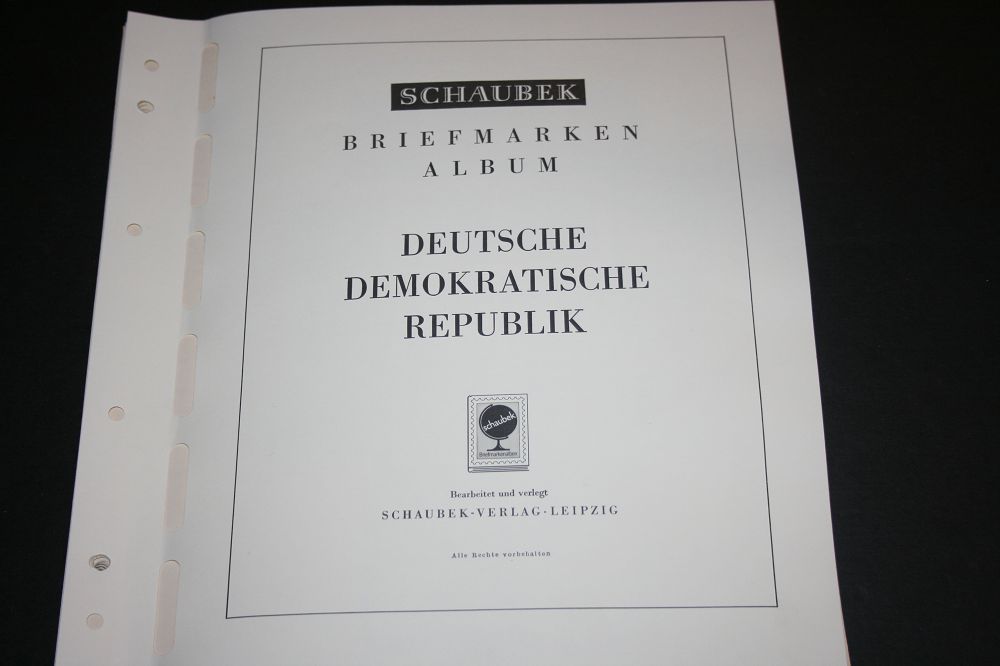 SCHAUBEK
BRIEFMARKEN
ALBUM
DEUTSCHE
DEMOKRATISCHE
REPUBLIK
schaubek
Briefmarkenalben
Bearbeitet und verlegt
SCHAUBEK-VERLAG·LEIPZIG
Alle Rechte vorbehalten